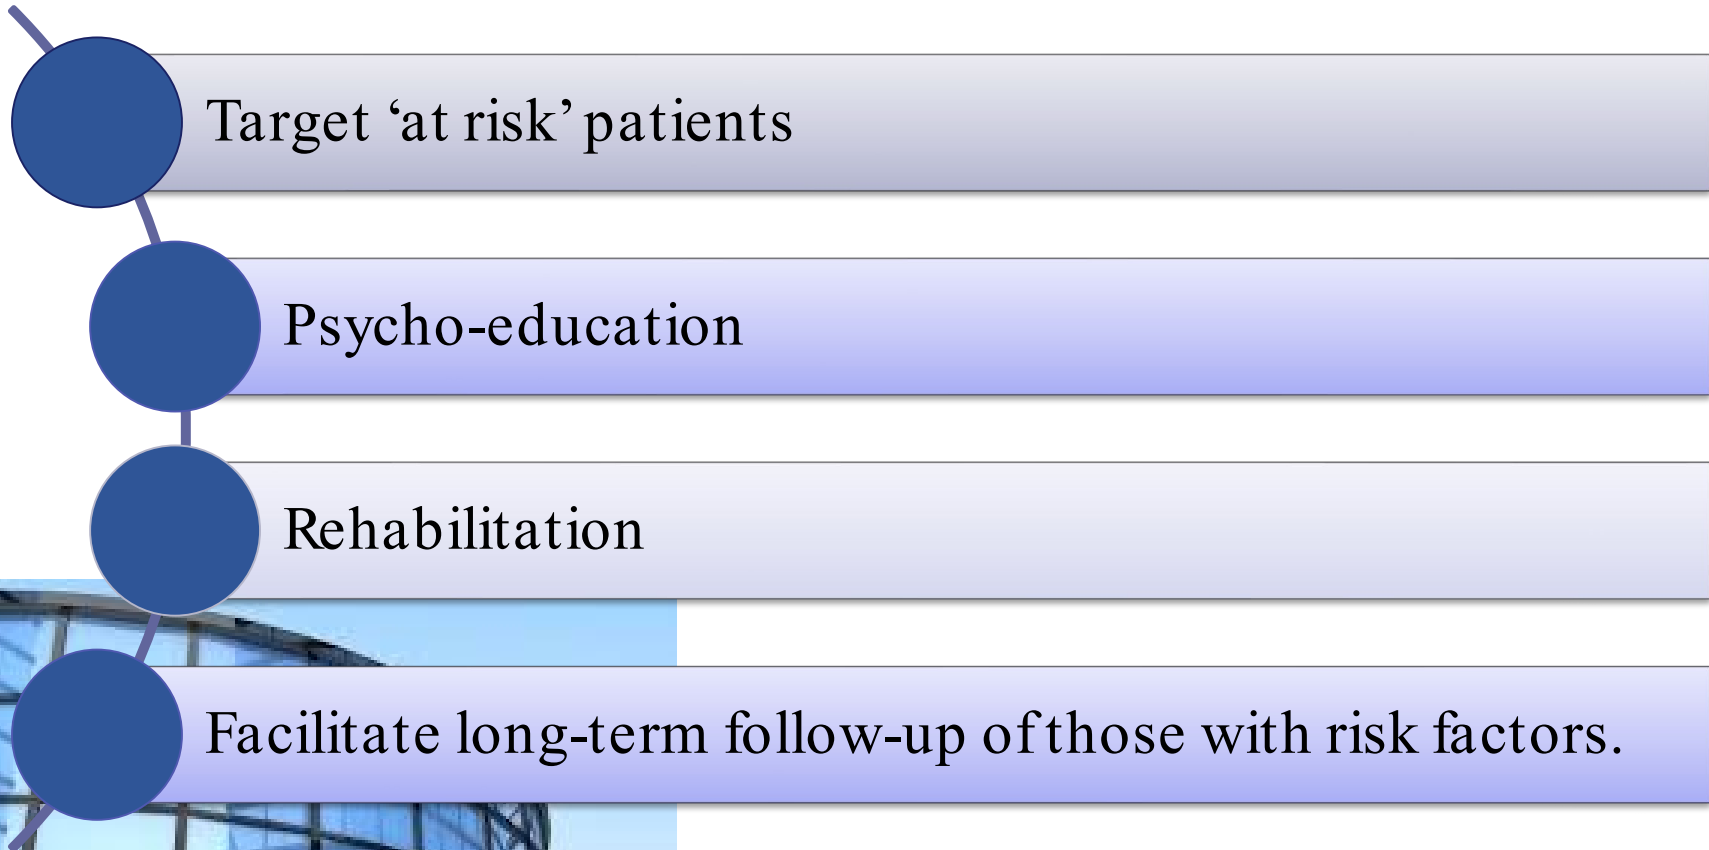 Target ‘at risk’ patients
Psycho-education
Rehabilitation
Facilitate long-term follow-up of those with risk factors.